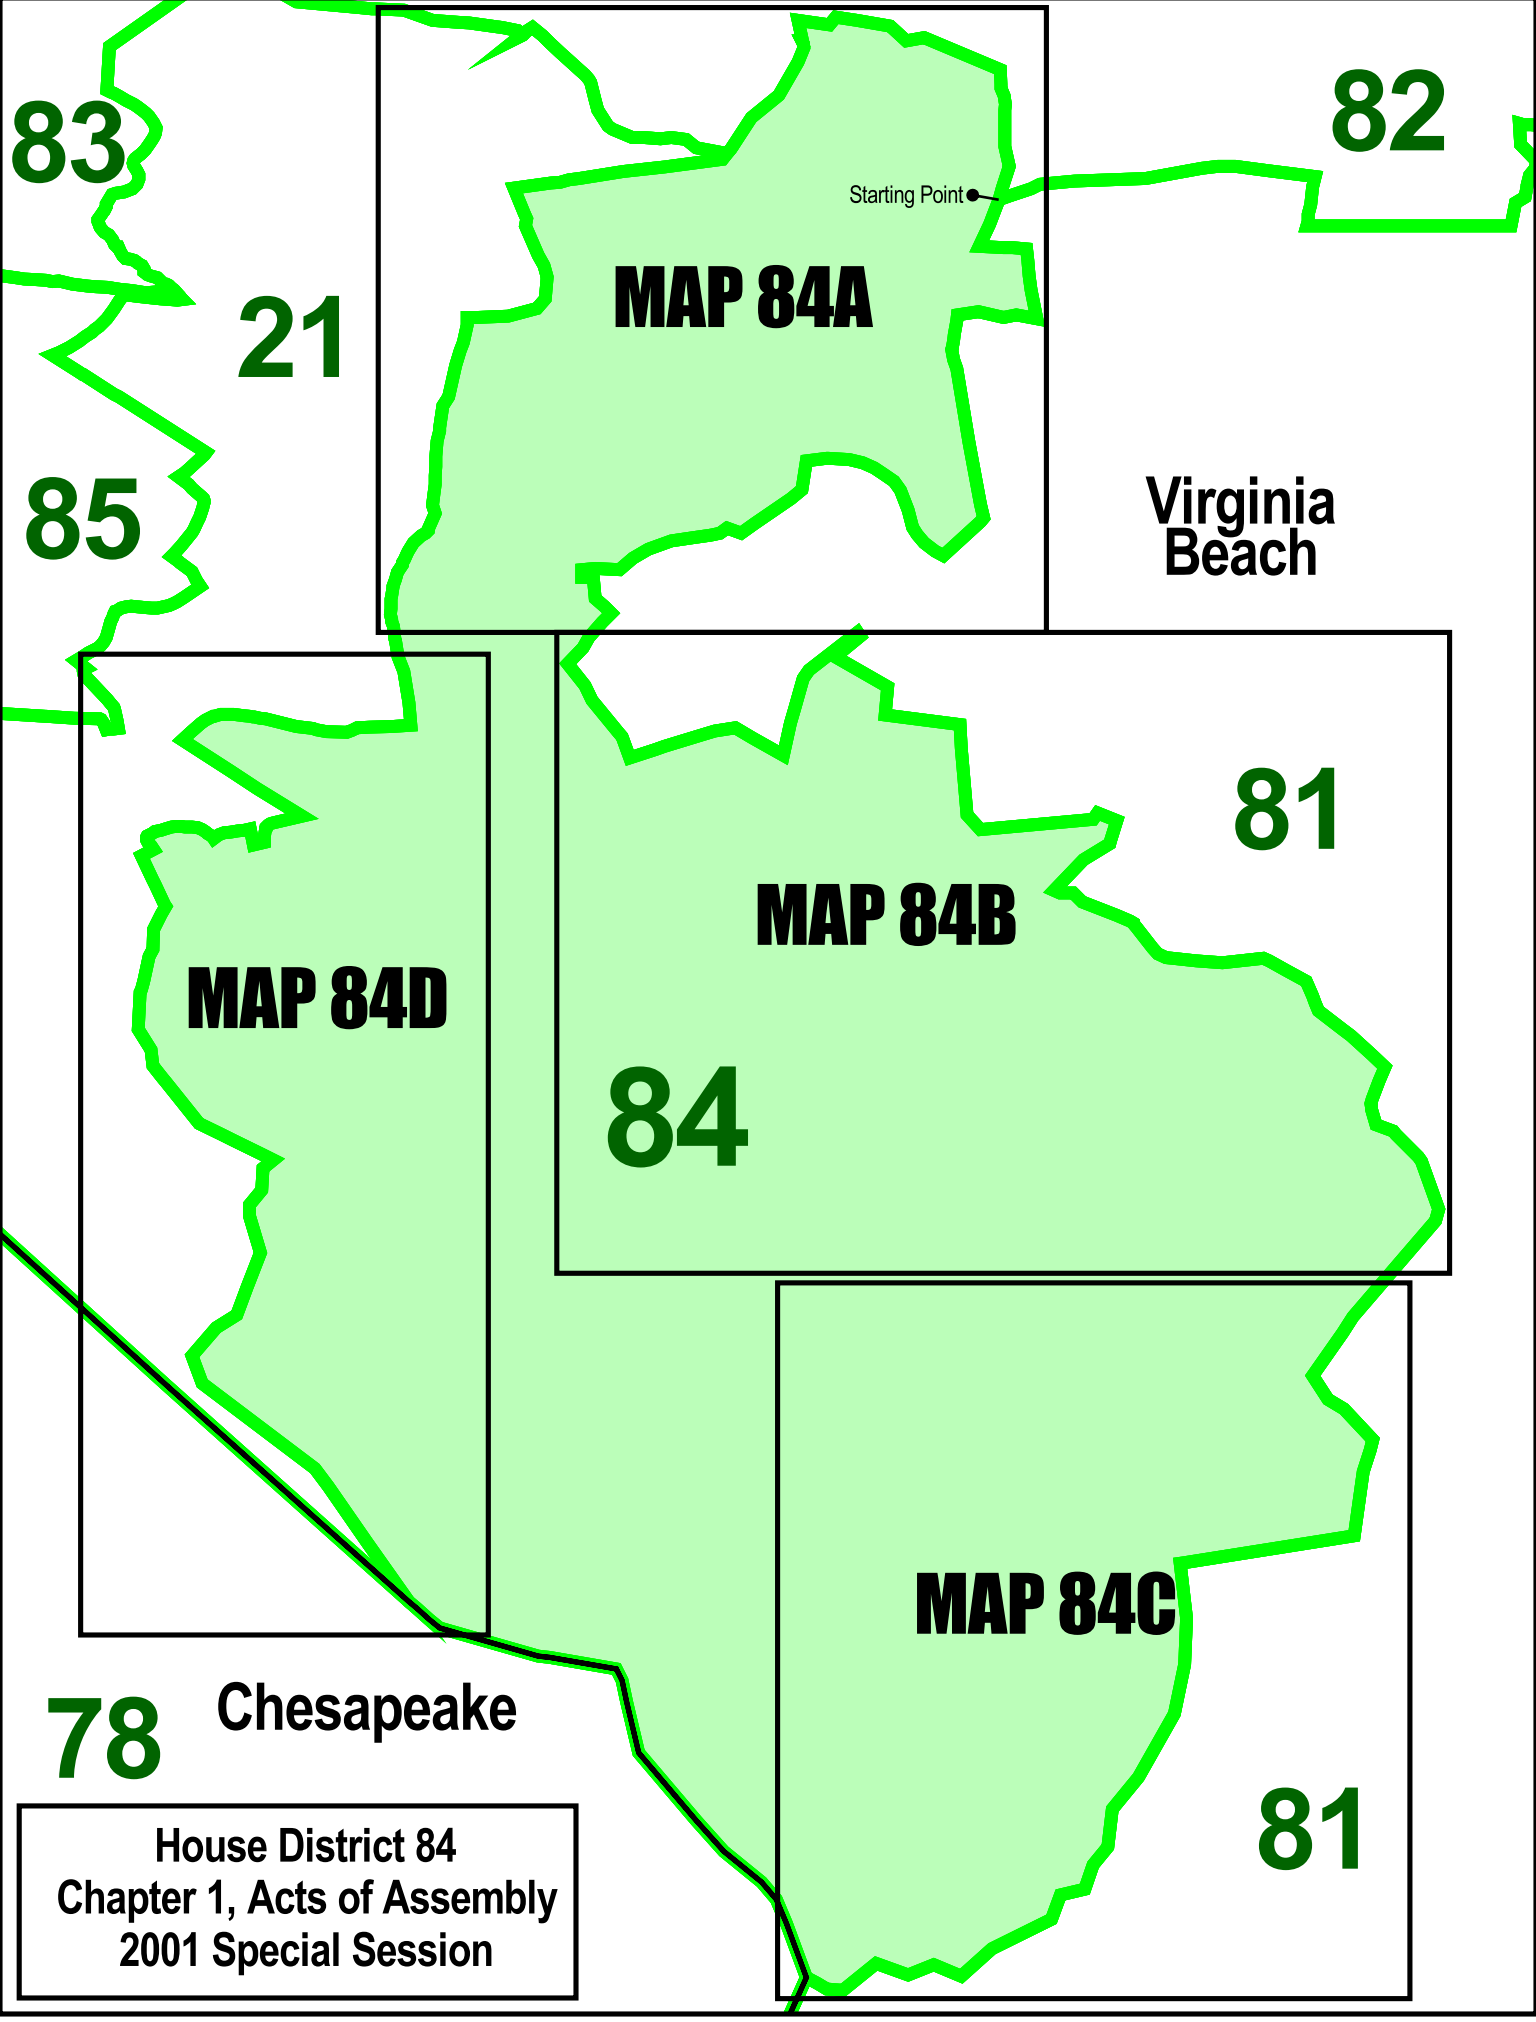 82
83
Starting Point
MAP 84A
21
Virginia
Beach
85
81
MAP 84B
MAP 84D
84
MAP 84C
Chesapeake
78
81
House District 84
Chapter 1, Acts of Assembly
2001 Special Session